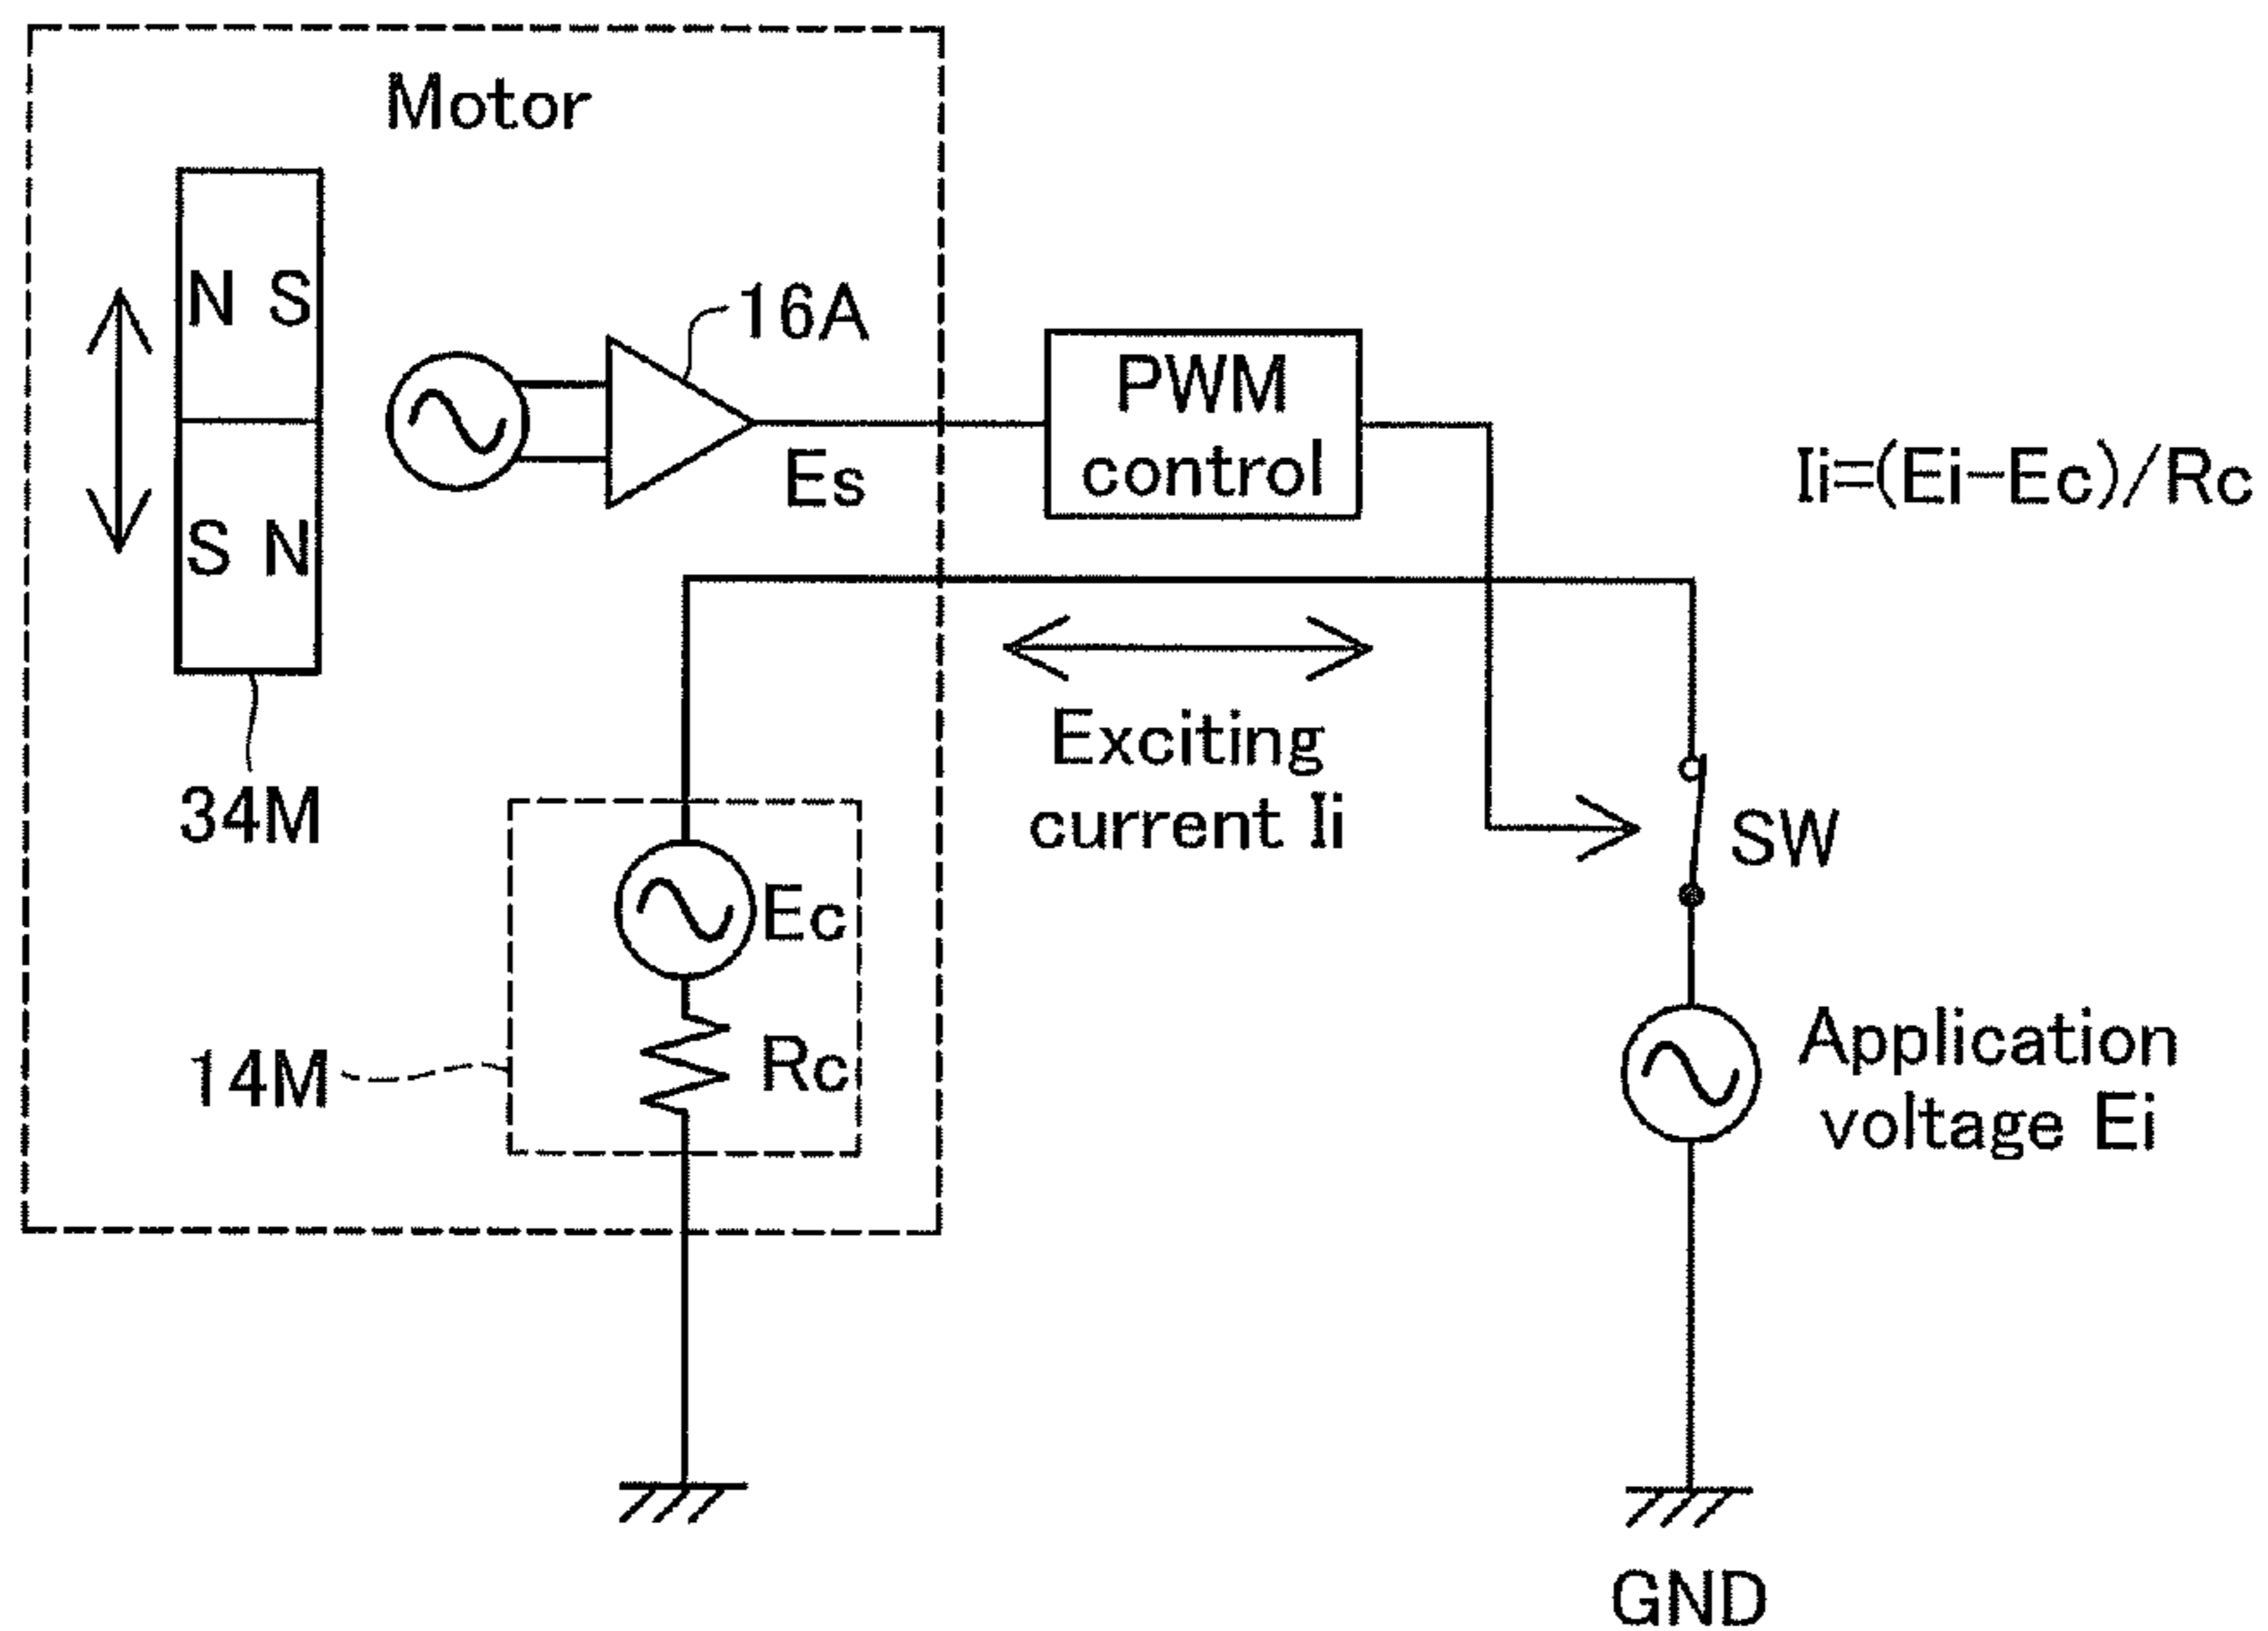 Motor
N S
S N
34M
16A
Es
PWM
control
Ii=(Ei-Ec)/Rc
Exciting
current Ii
SW
14M
Ec
Rc
Application
voltage Ei
GND